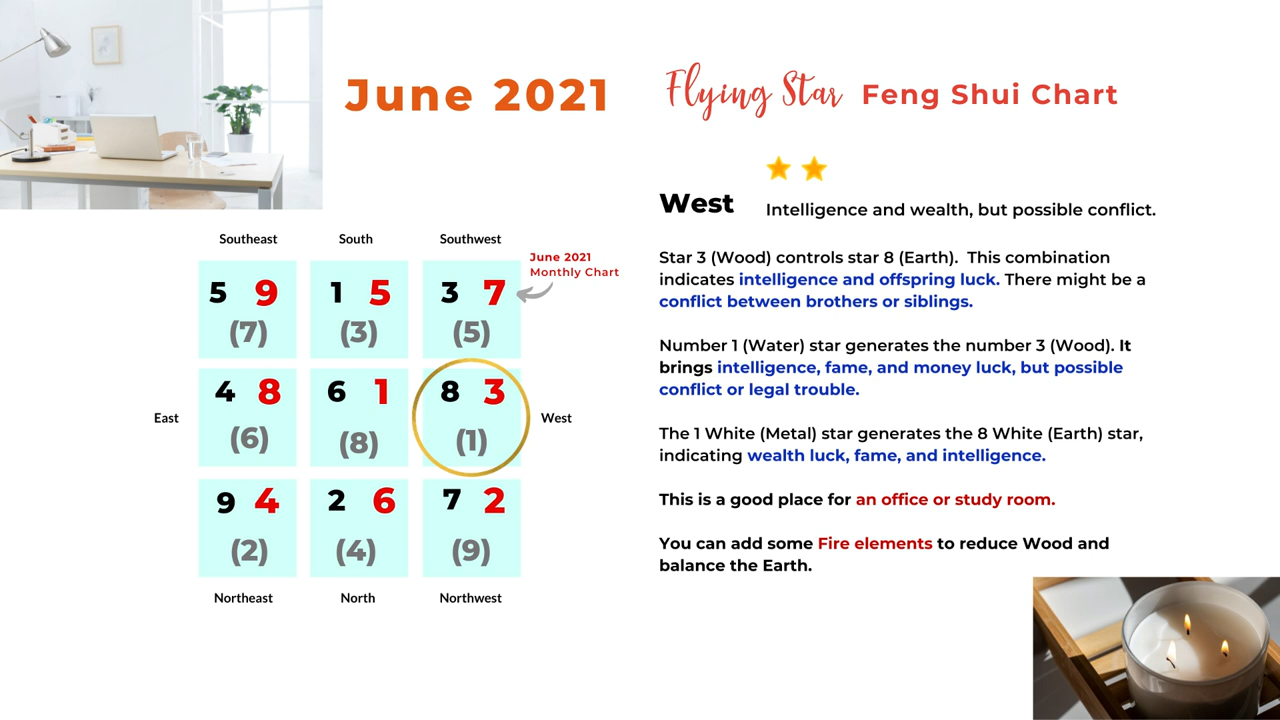 June 2021
Flying Star Feng Shui Chart
West
Intelligence and wealth, but possible conflict.
Southeast South Southwest
June 2021
Monthly Chart
5 9 1 5 3 7
(7) (3) (5)
4 8 6 1 8 3
East
West
(6) (8) (1)
9 4 2 6 7 2
(2) (4) (9)
Northeast North Northwest
Star 3 (Wood) controls star 8 (Earth). This combination
indicates intelligence and offspring luck. There might be a
conflict between brothers or siblings.
Number 1 (Water) star generates the number 3 (Wood). It
brings intelligence, fame, and money luck, but possible
conflict or legal trouble.
The 1 White (Metal) star generates the 8 White (Earth) star,
indicating wealth luck, fame, and intelligence.
This is a good place for an office or study room.
You can add some Fire elements to reduce Wood and
balance the Earth.